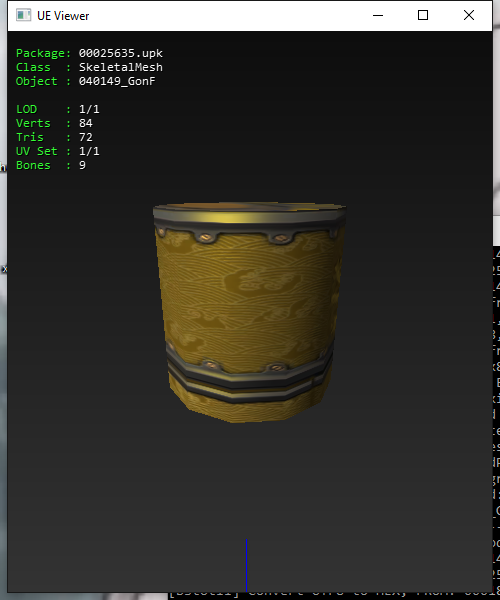 UE Viewer
Package: 00025635.upk
Class : SkeletalMesh
Object : 040149_GonF
LOD : 1/1
Verts : 84
Tris : 72
UV Set : 1/1
Bones : 9